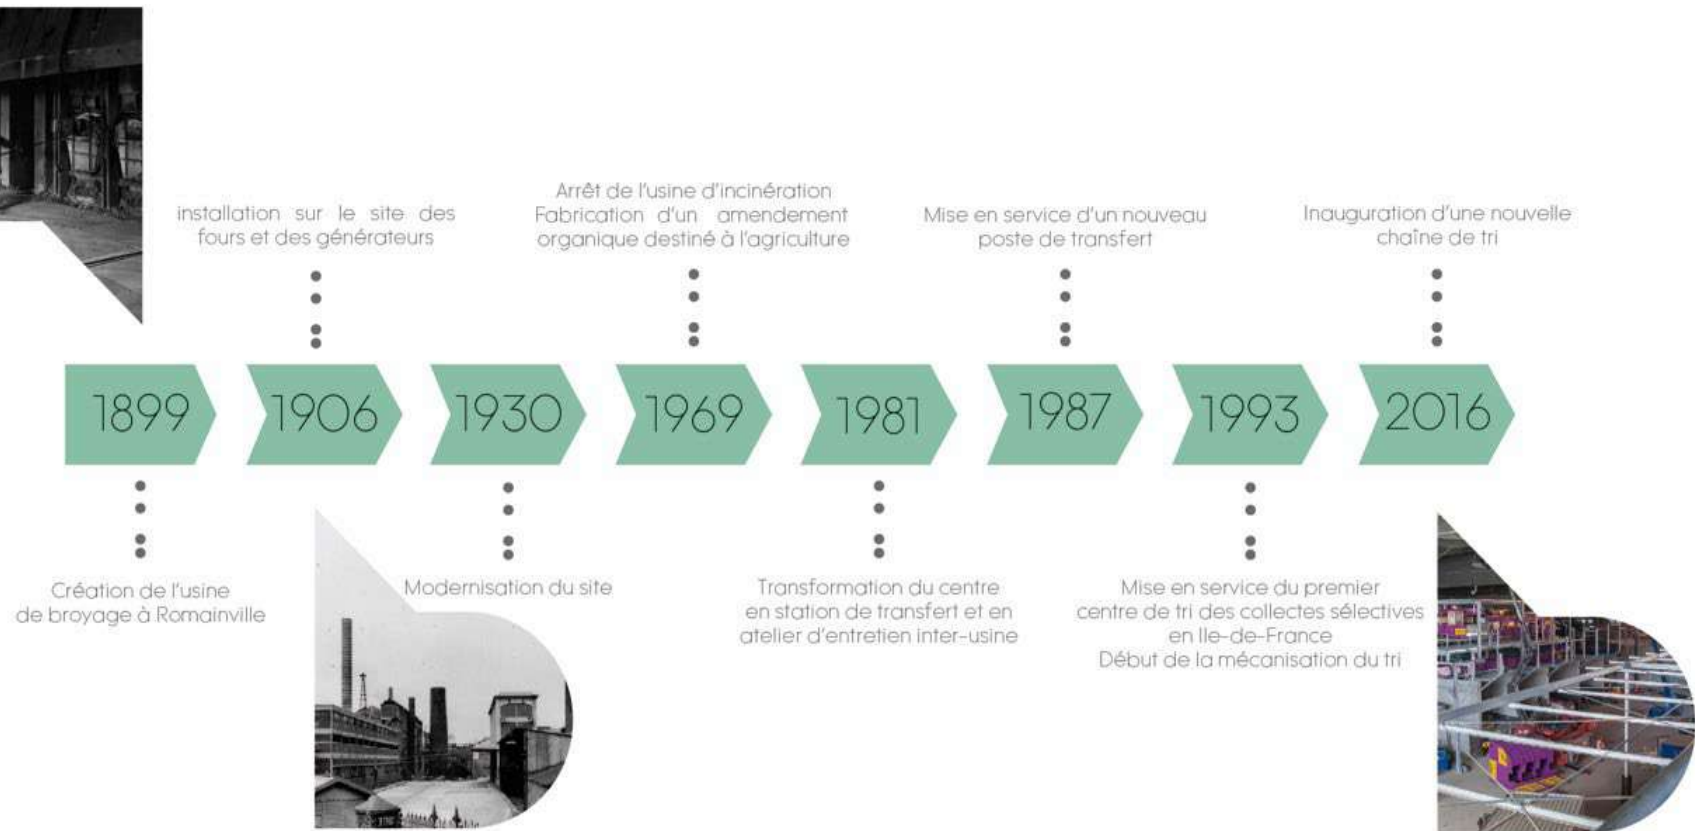 installation sur le site des
fours et des générateurs
Arrêt de l'usine d'incinération
Fabrication d'un amendement
organique destiné à l'agriculture
Mise en service d'un nouveau
poste de transfert
Inauguration d'une nouvelle
chaîne de tri
1899
1906
1930
1969
1981
1987
1993
2016
Création de l'usine
de broyage à Romainville
Modernisation du site
Transformation du centre
en station de transfert et en
atelier d'entretien inter-usine
Mise en service du premier
centre de tri des collectes sélectives
en Ile-de-France
Début de la mécanisation du tri